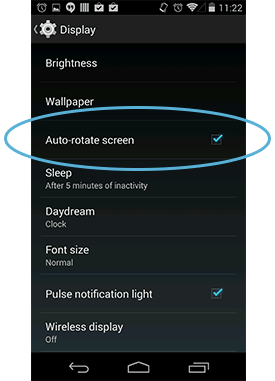 11:22
Display
Brightness
Wallpaper
Auto-rotate screen
Sleep
After 5 minutes of inactivity
Daydream
Clock
Font size
Normal
Pulse notification light
Wireless display
Off